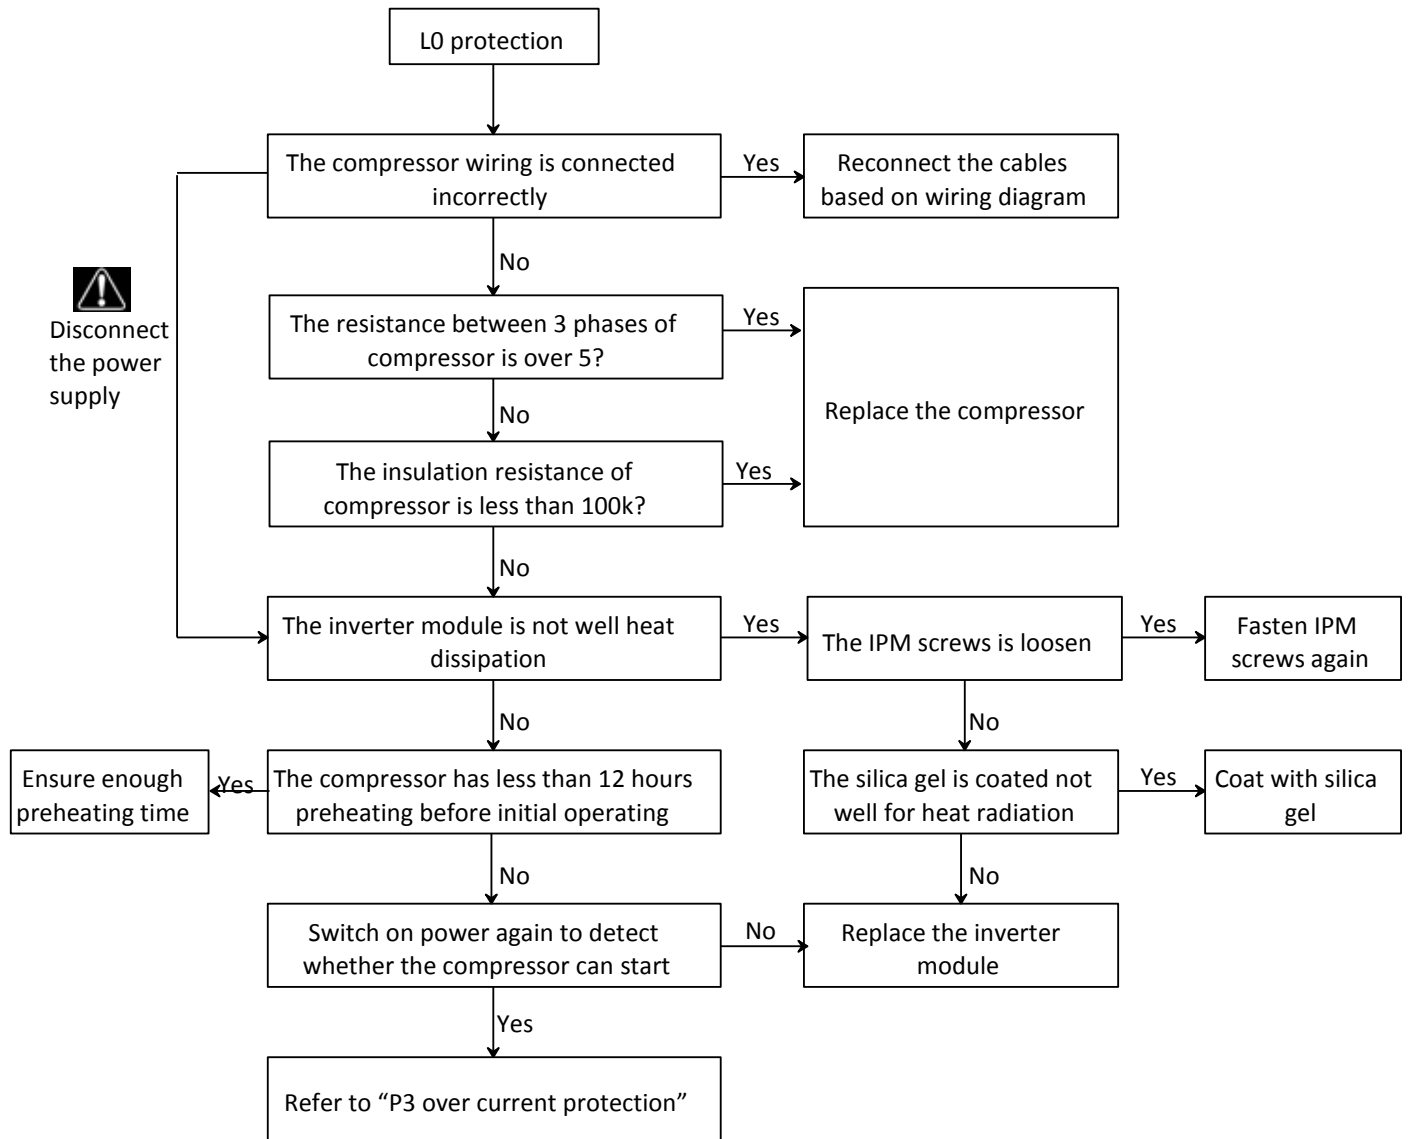 L0 protection
The compressor wiring is connected
incorrectly
Yes
Reconnect the cables
based on wiring diagram
No
Disconnect
the power
supply
The resistance between 3 phases of
compressor is over 5?
Yes
Replace the compressor
No
The insulation resistance of
compressor is less than 100k?
Yes
No
The inverter module is not well heat
dissipation
Yes
The IPM screws is loosen
Yes
Fasten IPM
screws again
No
No
Ensure enough
preheating time
Yes
The compressor has less than 12 hours
preheating before initial operating
The silica gel is coated not
well for heat radiation
Yes
Coat with silica
gel
No
No
Switch on power again to detect
whether the compressor can start
No
Replace the inverter
module
Yes
Refer to “P3 over current protection”